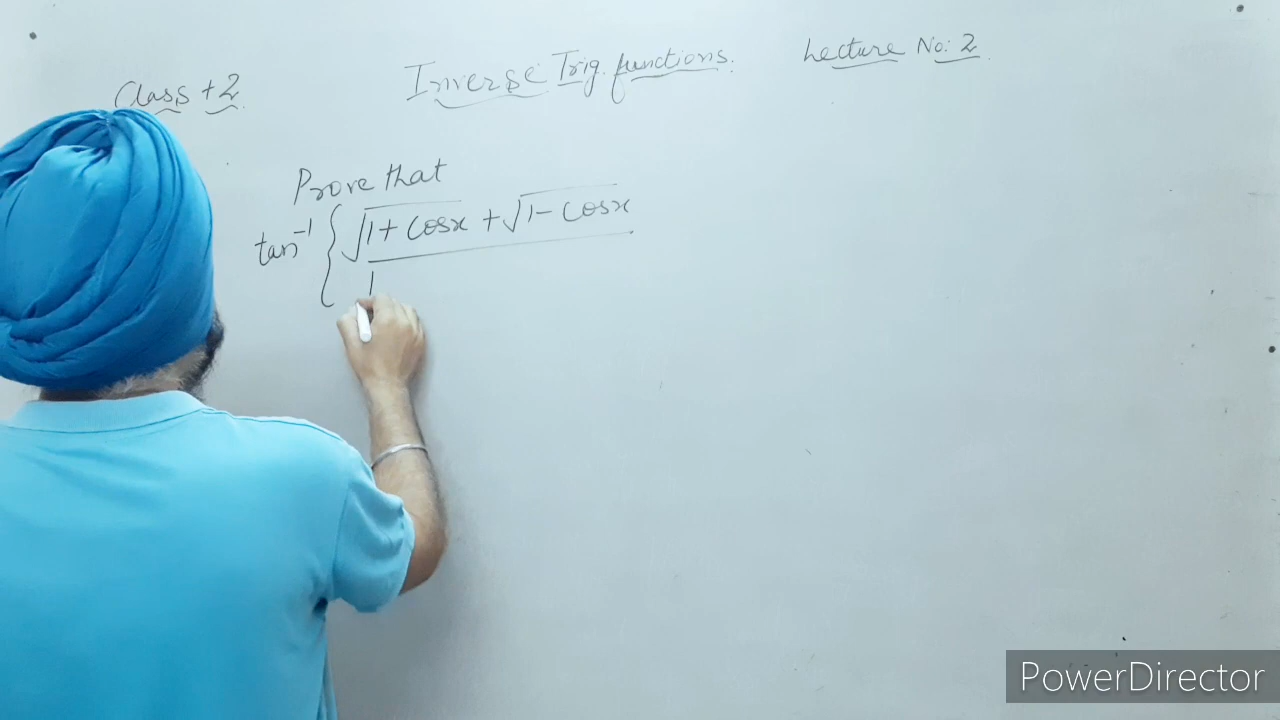 Class +2
Inverse Trig. functions.
Lecture No: 2
Prove that
tan⁻¹ { √1+ Cosx + √1- Cosx
PowerDirector